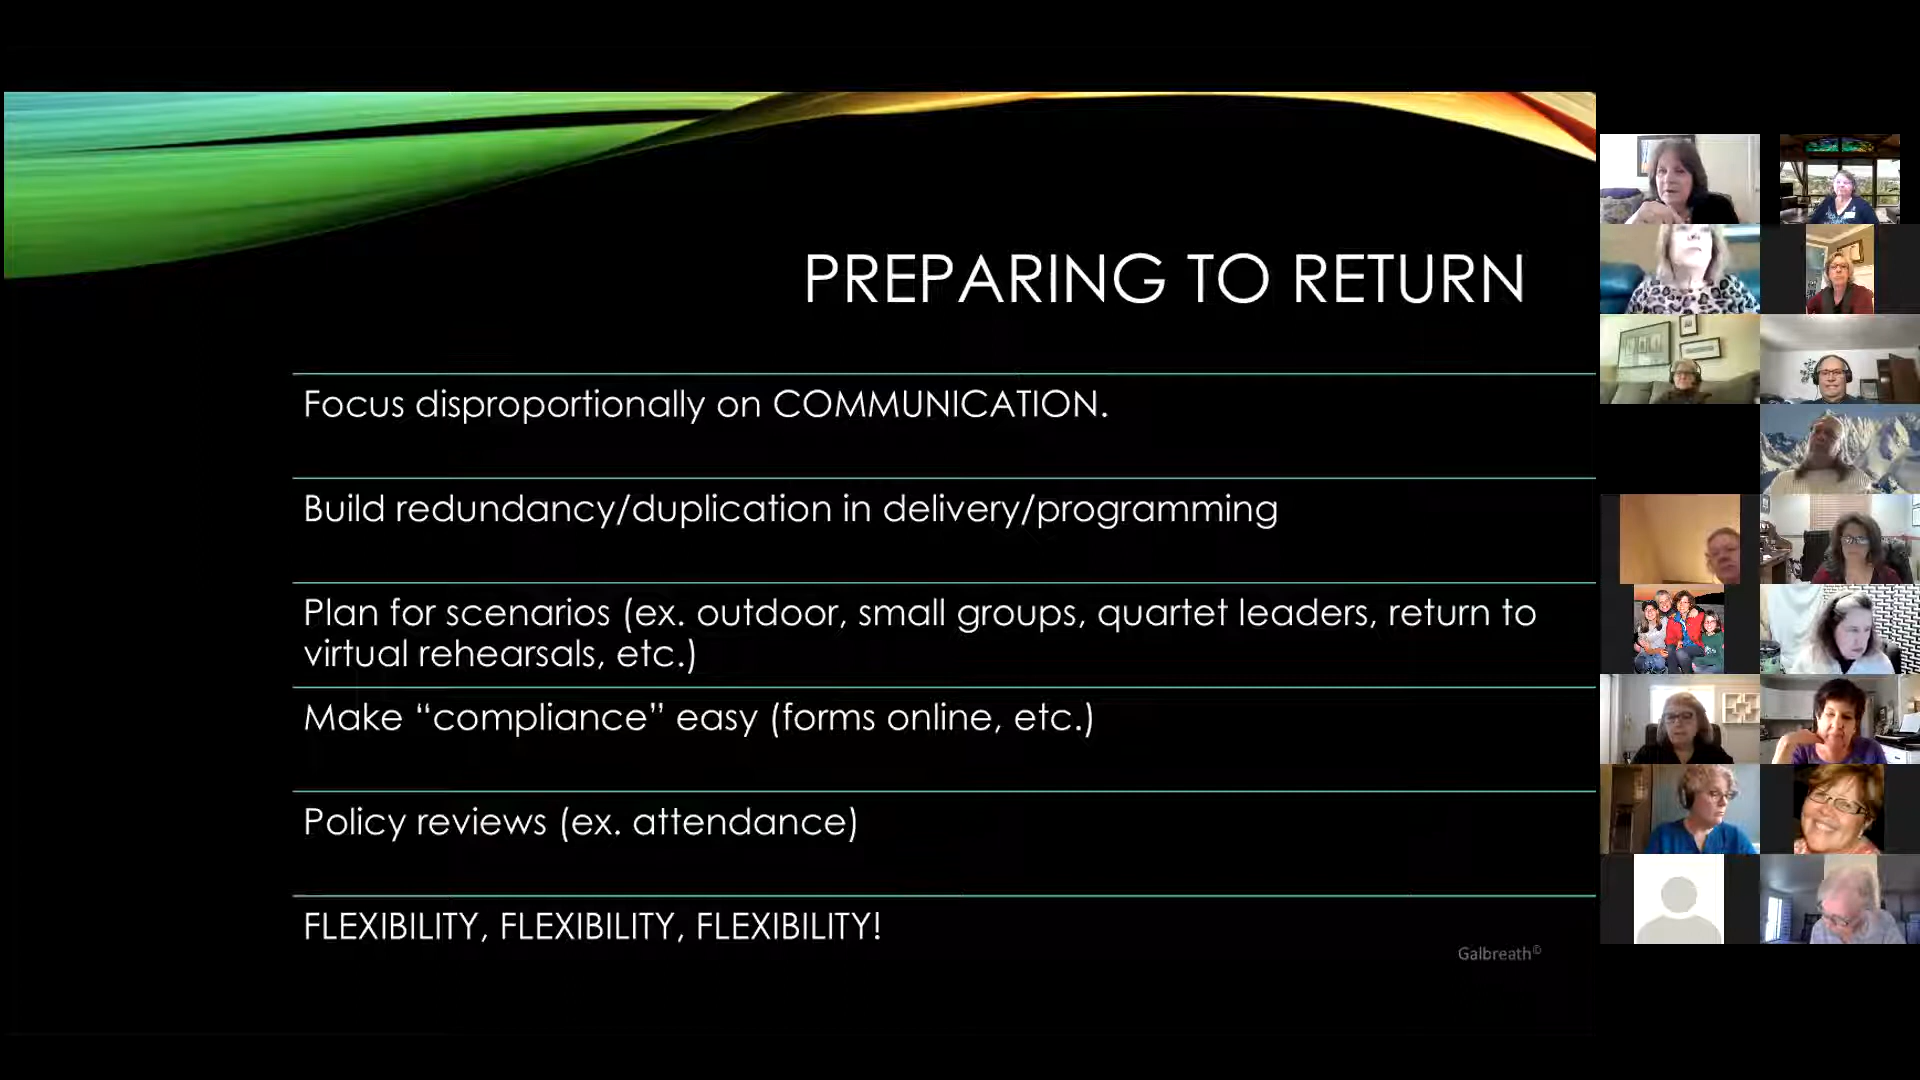 PREPARING TO RETURN
Focus disproportionally on COMMUNICATION.
Build redundancy/duplication in delivery/programming
Plan for scenarios (ex. outdoor, small groups, quartet leaders, return to
virtual rehearsals, etc.)
Make “compliance” easy (forms online, etc.)
Policy reviews (ex. attendance)
FLEXIBILITY, FLEXIBILITY, FLEXIBILITY!
Galbreath©